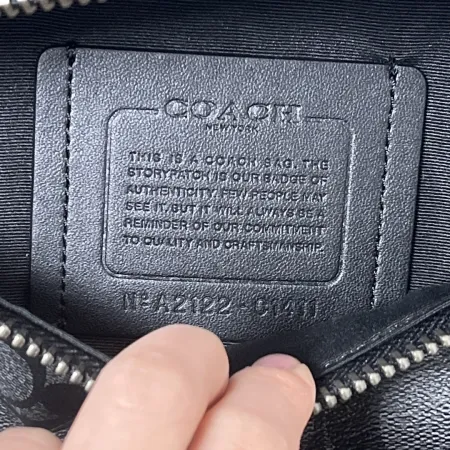 COACH
NEW YORK
THIS IS A COACH BAG. THE
STORYPATCH IS OUR BADGE OF
AUTHENTICITY. FEW PEOPLE MAY
SEE IT, BUT IT WILL ALWAYS BE A
REMINDER OF OUR COMMITMENT
TO QUALITY AND CRAFTSMANSHIP.
Nº A2122-C1411